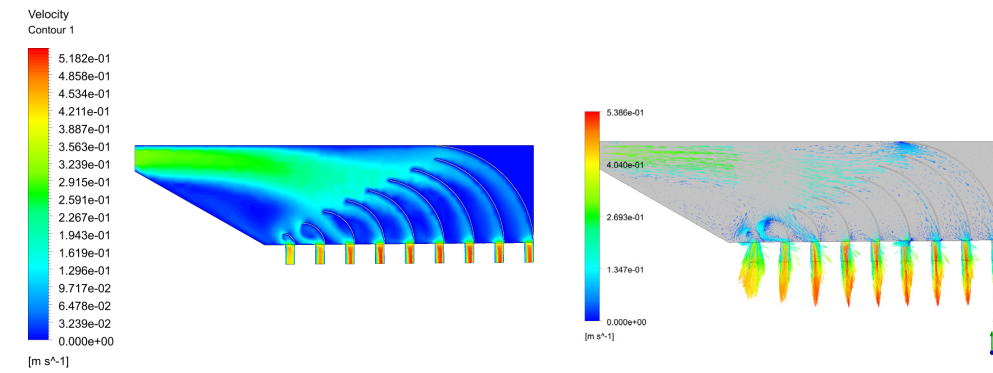 Velocity
Contour 1
5.182e-01
4.858e-01
4.534e-01
4.211e-01
3.887e-01
3.563e-01
3.239e-01
2.915e-01
2.591e-01
2.267e-01
1.943e-01
1.619e-01
1.296e-01
9.717e-02
6.478e-02
3.239e-02
0.000e+00
[m s^-1]
5.386e-01
4.040e-01
2.693e-01
1.347e-01
0.000e+00
[m s^-1]